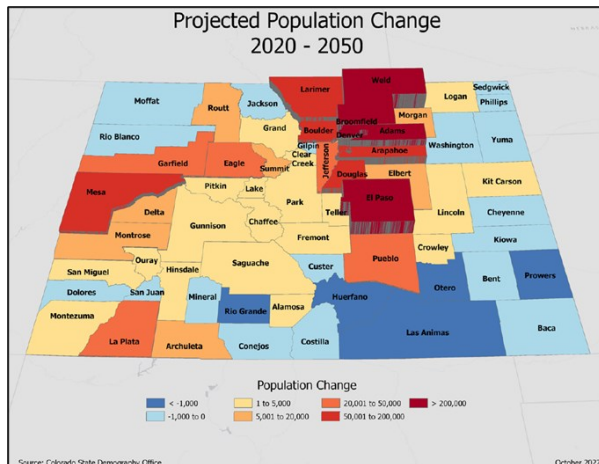 Projected Population Change
2020 - 2050
Moffat
Routt
Jackson
Larimer
Weld
Logan
Sedgwick
Phillips
Rio Blanco
Grand
Boulder
Broomfield
Morgan
Gilpin
Denver
Adams
Washington
Yuma
Clear
Creek
Garfield
Eagle
Summit
Jefferson
Arapahoe
Douglas
Elbert
Kit Carson
Mesa
Pitkin
Lake
Park
El Paso
Delta
Gunnison
Chaffee
Teller
Lincoln
Cheyenne
Montrose
Fremont
Kiowa
Ouray
Crowley
San Miguel
Hinsdale
Saguache
Custer
Pueblo
Dolores
San Juan
Mineral
Huerfano
Otero
Bent
Prowers
Rio Grande
Alamosa
Montezuma
La Plata
Archuleta
Conejos
Costilla
Las Animas
Baca
Population Change
< -1,000
1 to 5,000
20,001 to 50,000
> 200,000
-1,000 to 0
5,001 to 20,000
50,001 to 200,000
Source: Colorado State Demography Office